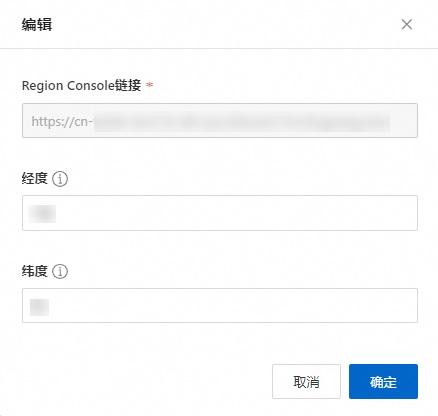 编辑
Region Console链接 *
https://cn-
经度
纬度
取消
确定